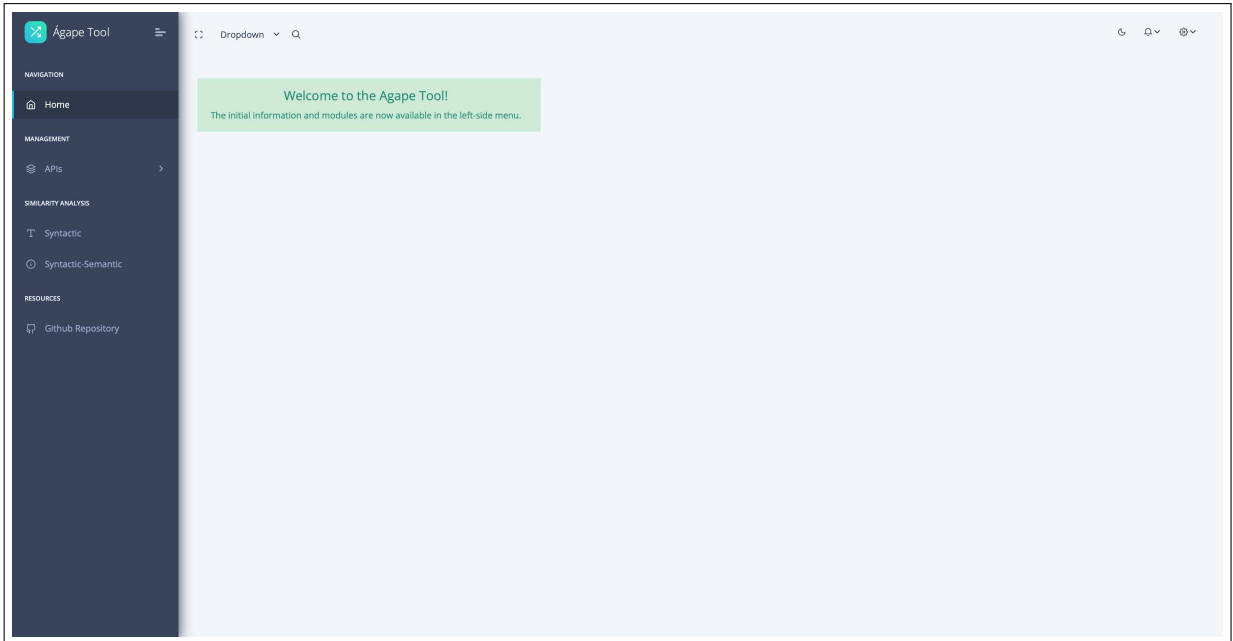 Ágape Tool
Dropdown
NAVIGATION
Home
MANAGEMENT
APIs
SIMILARITY ANALYSIS
Syntactic
Syntactic-Semantic
RESOURCES
Github Repository
Welcome to the Agape Tool!
The initial information and modules are now available in the left-side menu.